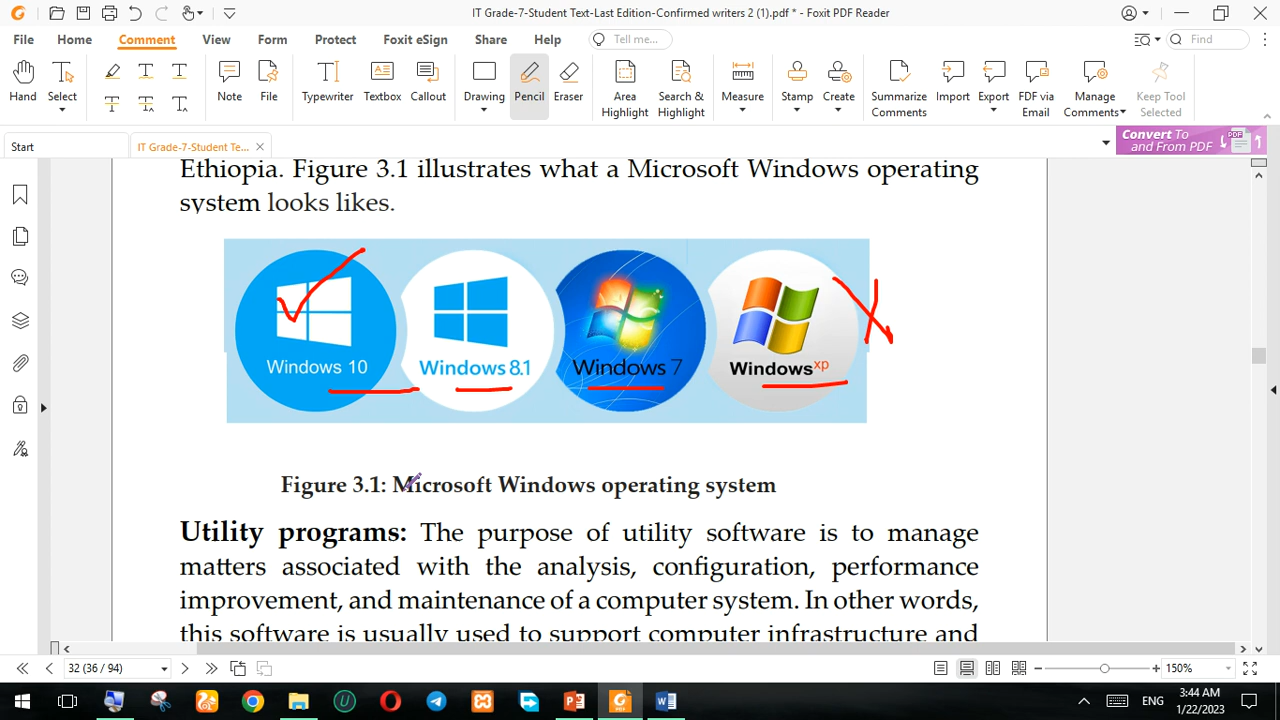 IT Grade-7-Student Text-Last Edition-Confirmed writers 2 (1).pdf * - Foxit PDF Reader
File Home Comment View Form Protect Foxit eSign Share Help Tell me... Find
Hand Select Note File Typewriter Textbox Callout Drawing Pencil Eraser Area Highlight Search & Highlight Measure Stamp Create Summarize Comments Import Export FDF via Email Manage Comments Keep Tool Selected
Start IT Grade-7-Student Te... Convert To and From PDF PDF
Ethiopia. Figure 3.1 illustrates what a Microsoft Windows operating
system looks likes.
Windows 10 Windows 8.1 Windows 7 Windows xp
Figure 3.1: Microsoft Windows operating system
Utility programs: The purpose of utility software is to manage
matters associated with the analysis, configuration, performance
improvement, and maintenance of a computer system. In other words,
this software is usually used to support computer infrastructure and
32 (36 / 94) 150%
ENG 3:44 AM
1/22/2023